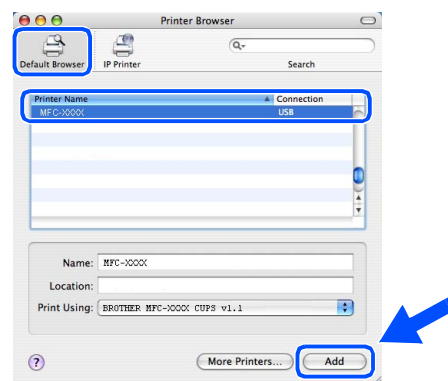 Printer Browser
Default Browser IP Printer Search
Printer Name Connection
MFC-XXXX USB
Name: MFC-XXXX
Location:
Print Using: BROTHER MFC-XXXX CUPS v1.1
? More Printers... Add